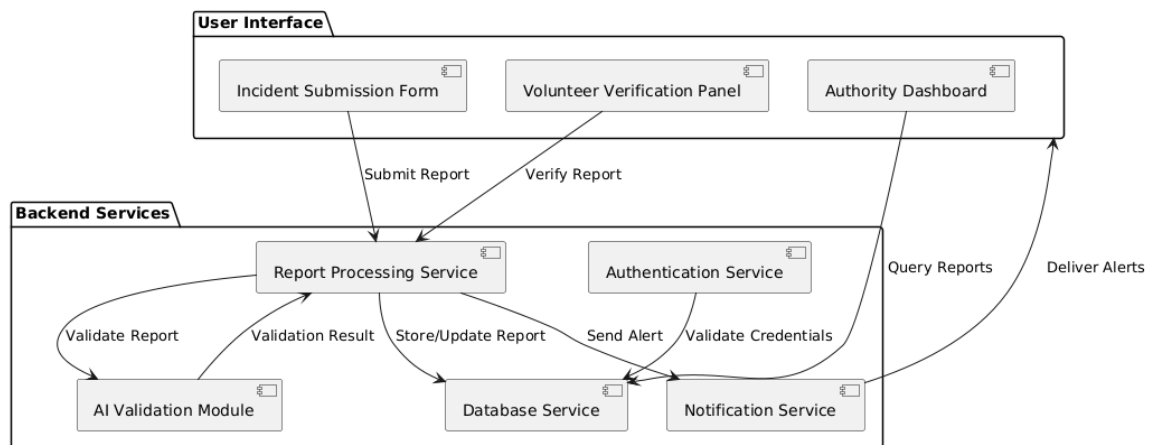 User Interface
Incident Submission Form
Volunteer Verification Panel
Authority Dashboard
Submit Report
Verify Report
Backend Services
Report Processing Service
Authentication Service
Query Reports
Deliver Alerts
Validate Report
Validation Result
Store/Update Report
Send Alert
Validate Credentials
AI Validation Module
Database Service
Notification Service